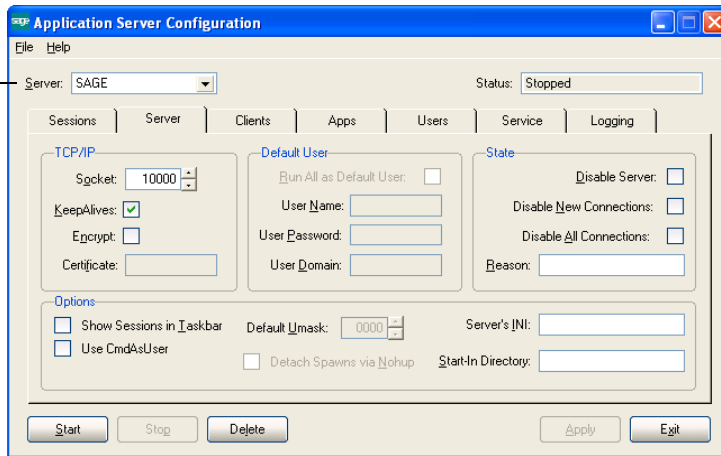 sage Application Server Configuration
File Help
Server: SAGE Status: Stopped
Sessions Server Clients Apps Users Service Logging
TCP/IP Default User State
Socket: 10000 Run All as Default User: Disable Server:
KeepAlives: User Name: Disable New Connections:
Encrypt: User Password: Disable All Connections:
Certificate: User Domain: Reason:
Options
Show Sessions in Taskbar Default Umask: 0000 Server's INI:
Use CmdAsUser Detach Spawns via Nohup Start-In Directory:
Start Stop Delete Apply Exit